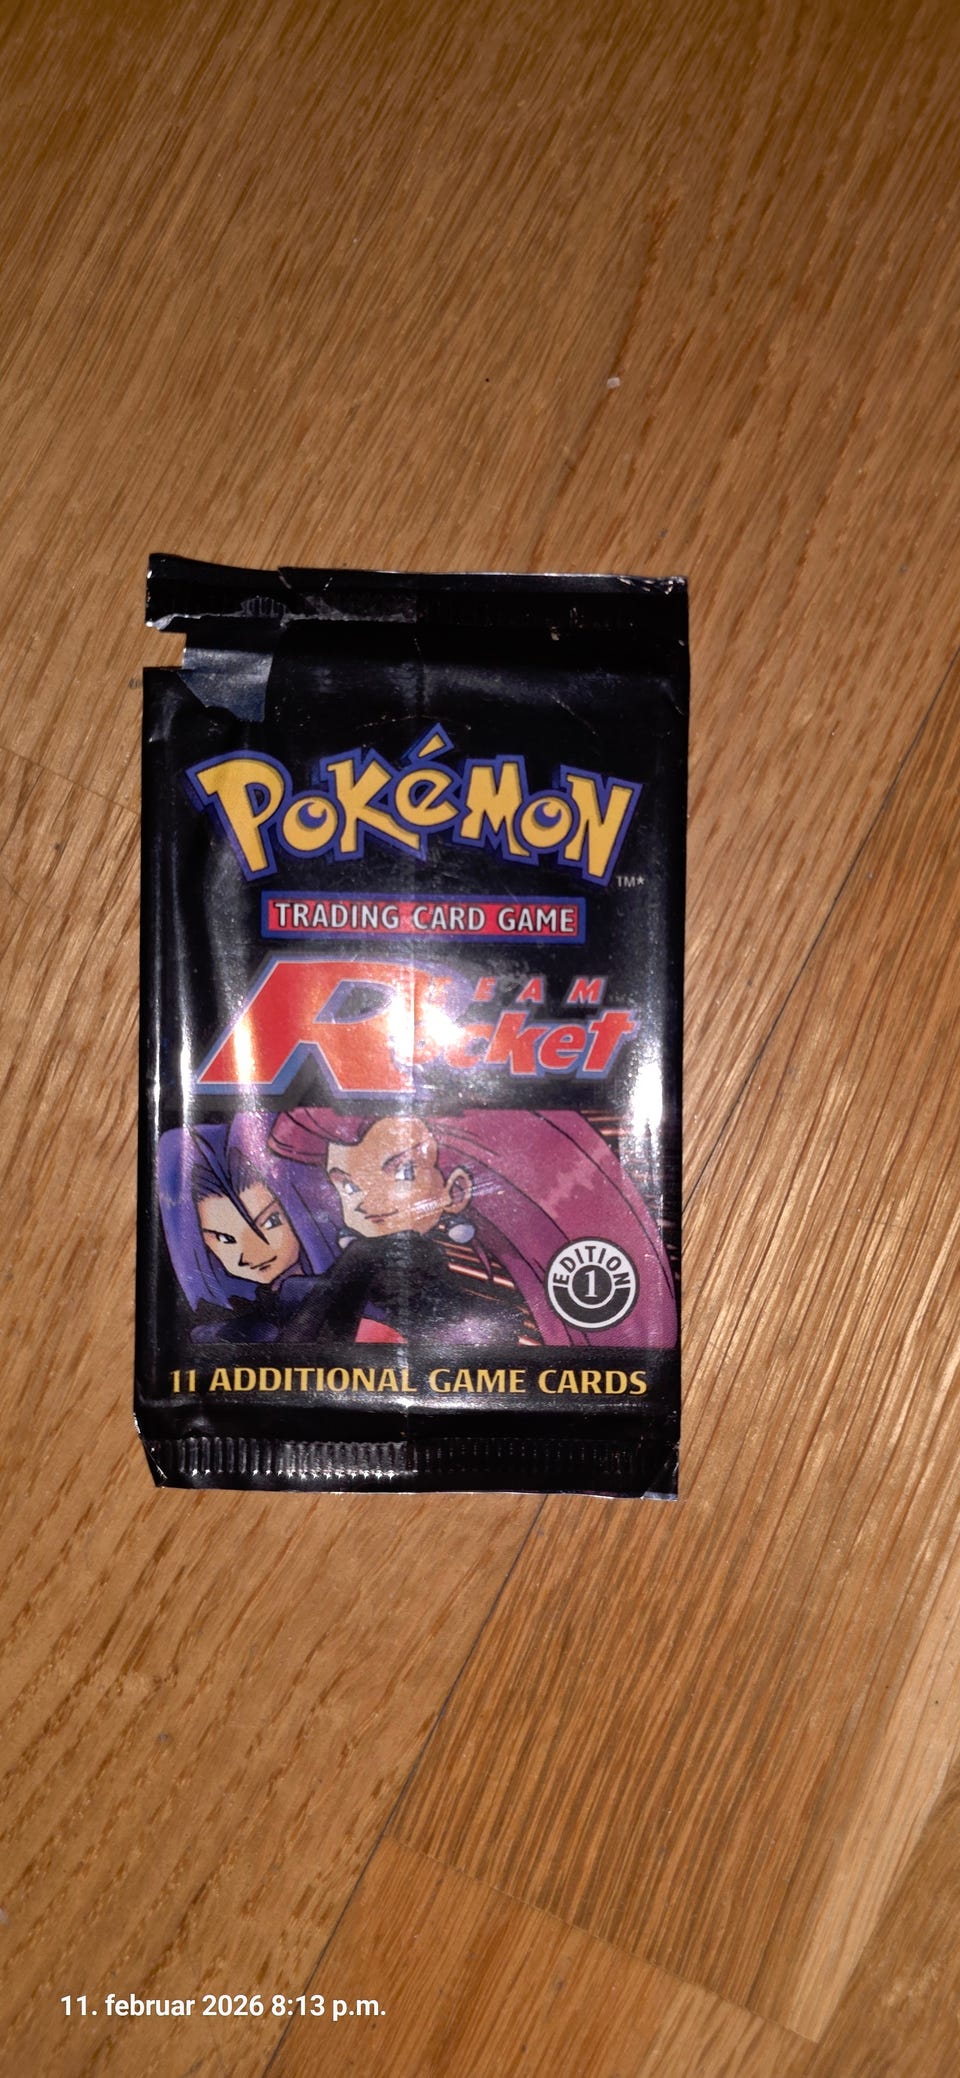 POKéMON
TM*
TRADING CARD GAME
TEAM
Rocket
EDITION
1
11 ADDITIONAL GAME CARDS
11. februar 2026 8:13 p.m.